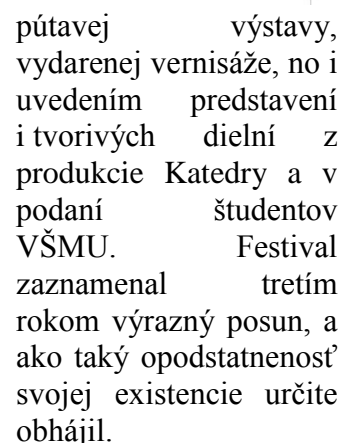 pútavej výstavy,
vydarenej vernisáže, no i
uvedením predstavení
i tvorivých dielní z
produkcie Katedry a v
podaní študentov
VŠMU. Festival
zaznamenal tretím
rokom výrazný posun, a
ako taký opodstatnenosť
svojej existencie určite
obhájil.